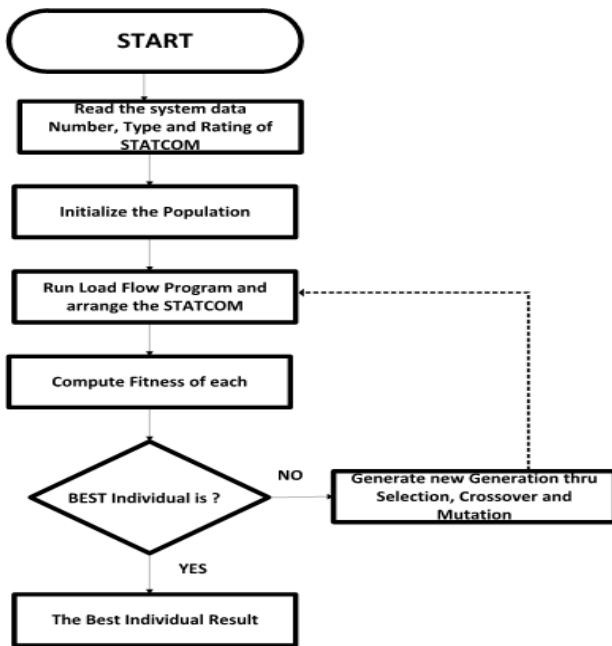 START
Read the system data
Number, Type and Rating of
STATCOM
Initialize the Population
Run Load Flow Program and
arrange the STATCOM
Compute Fitness of each
BEST Individual is ?
NO
Generate new Generation thru
Selection, Crossover and
Mutation
YES
The Best Individual Result